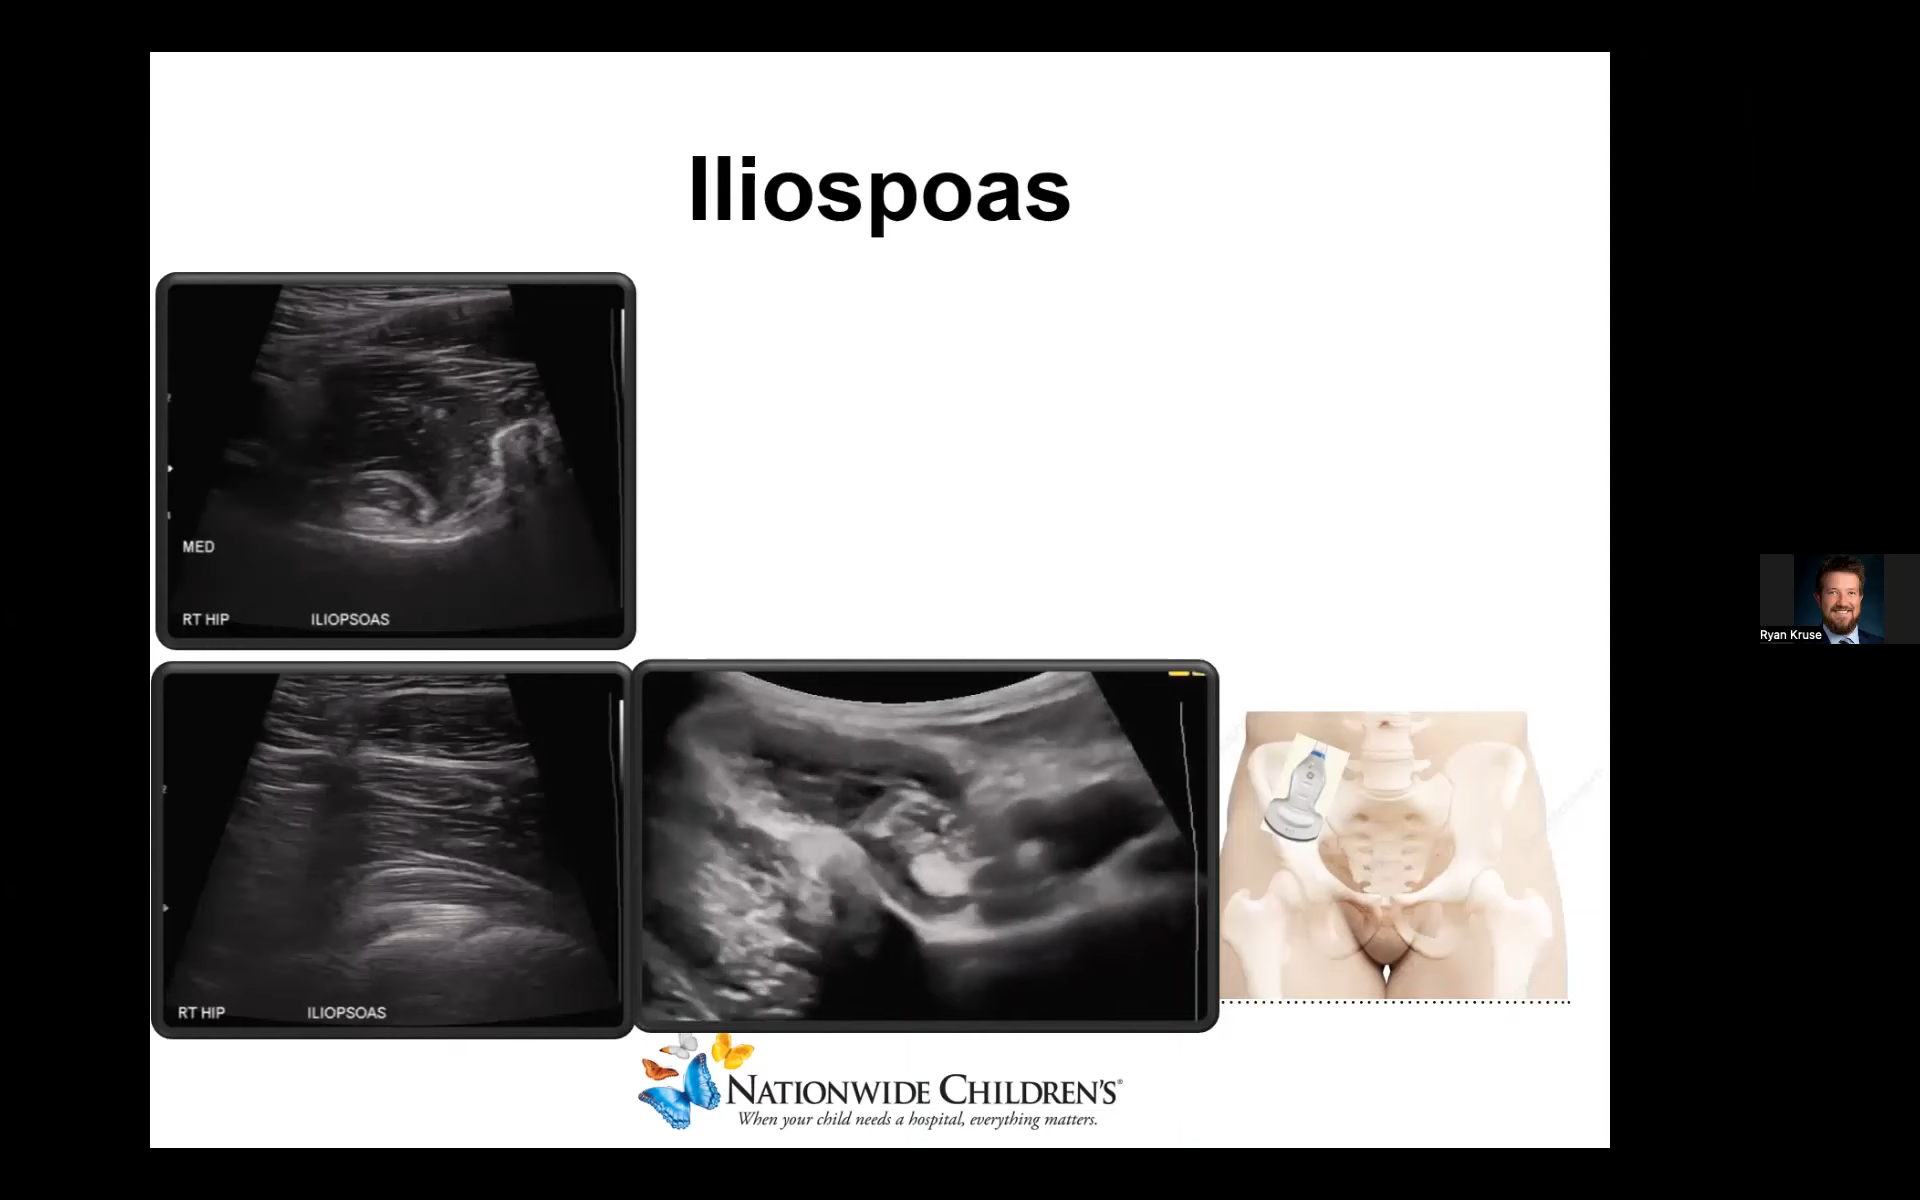 Iliospoas
MED
RT HIP ILIOPSOAS
RT HIP ILIOPSOAS
Ryan Kruse
NATIONWIDE CHILDREN'S®
When your child needs a hospital, everything matters.